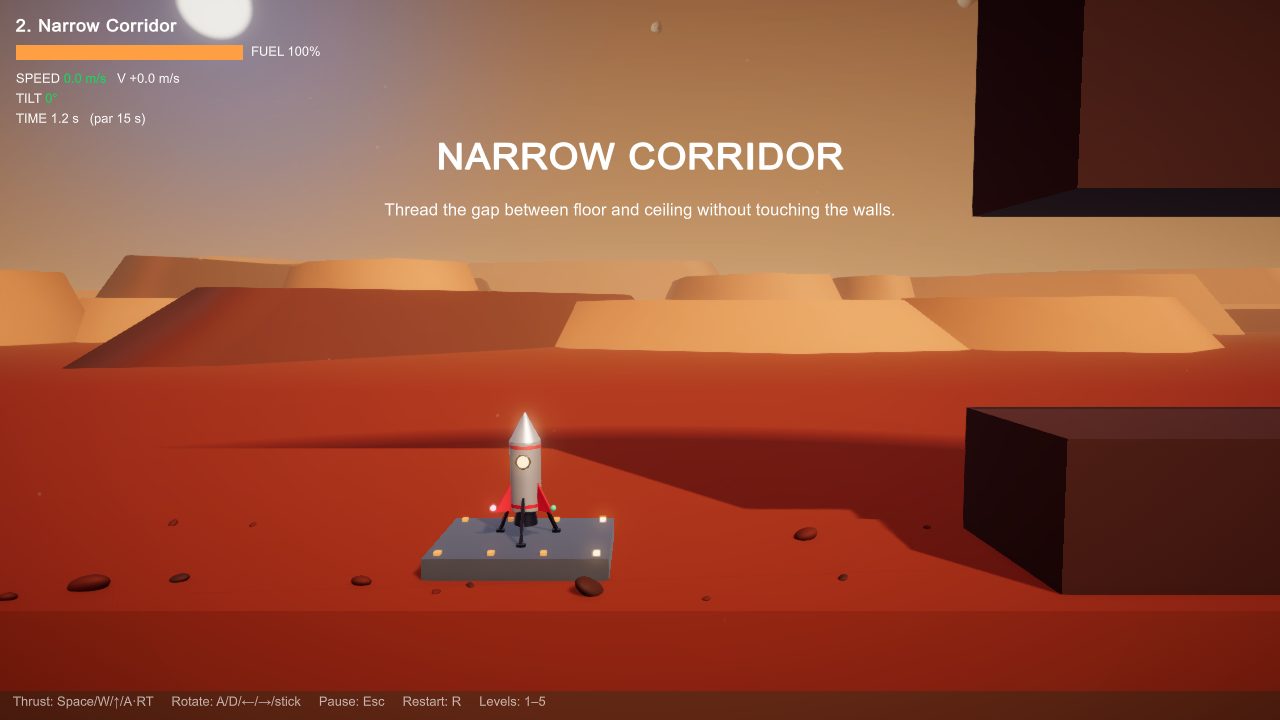 2. Narrow Corridor
FUEL 100%
SPEED 0.0 m/s V +0.0 m/s
TILT 0°
TIME 1.2 s (par 15 s)
NARROW CORRIDOR
Thread the gap between floor and ceiling without touching the walls.
Thrust: Space/W/↑/A·RT Rotate: A/D/←/→/stick Pause: Esc Restart: R Levels: 1–5